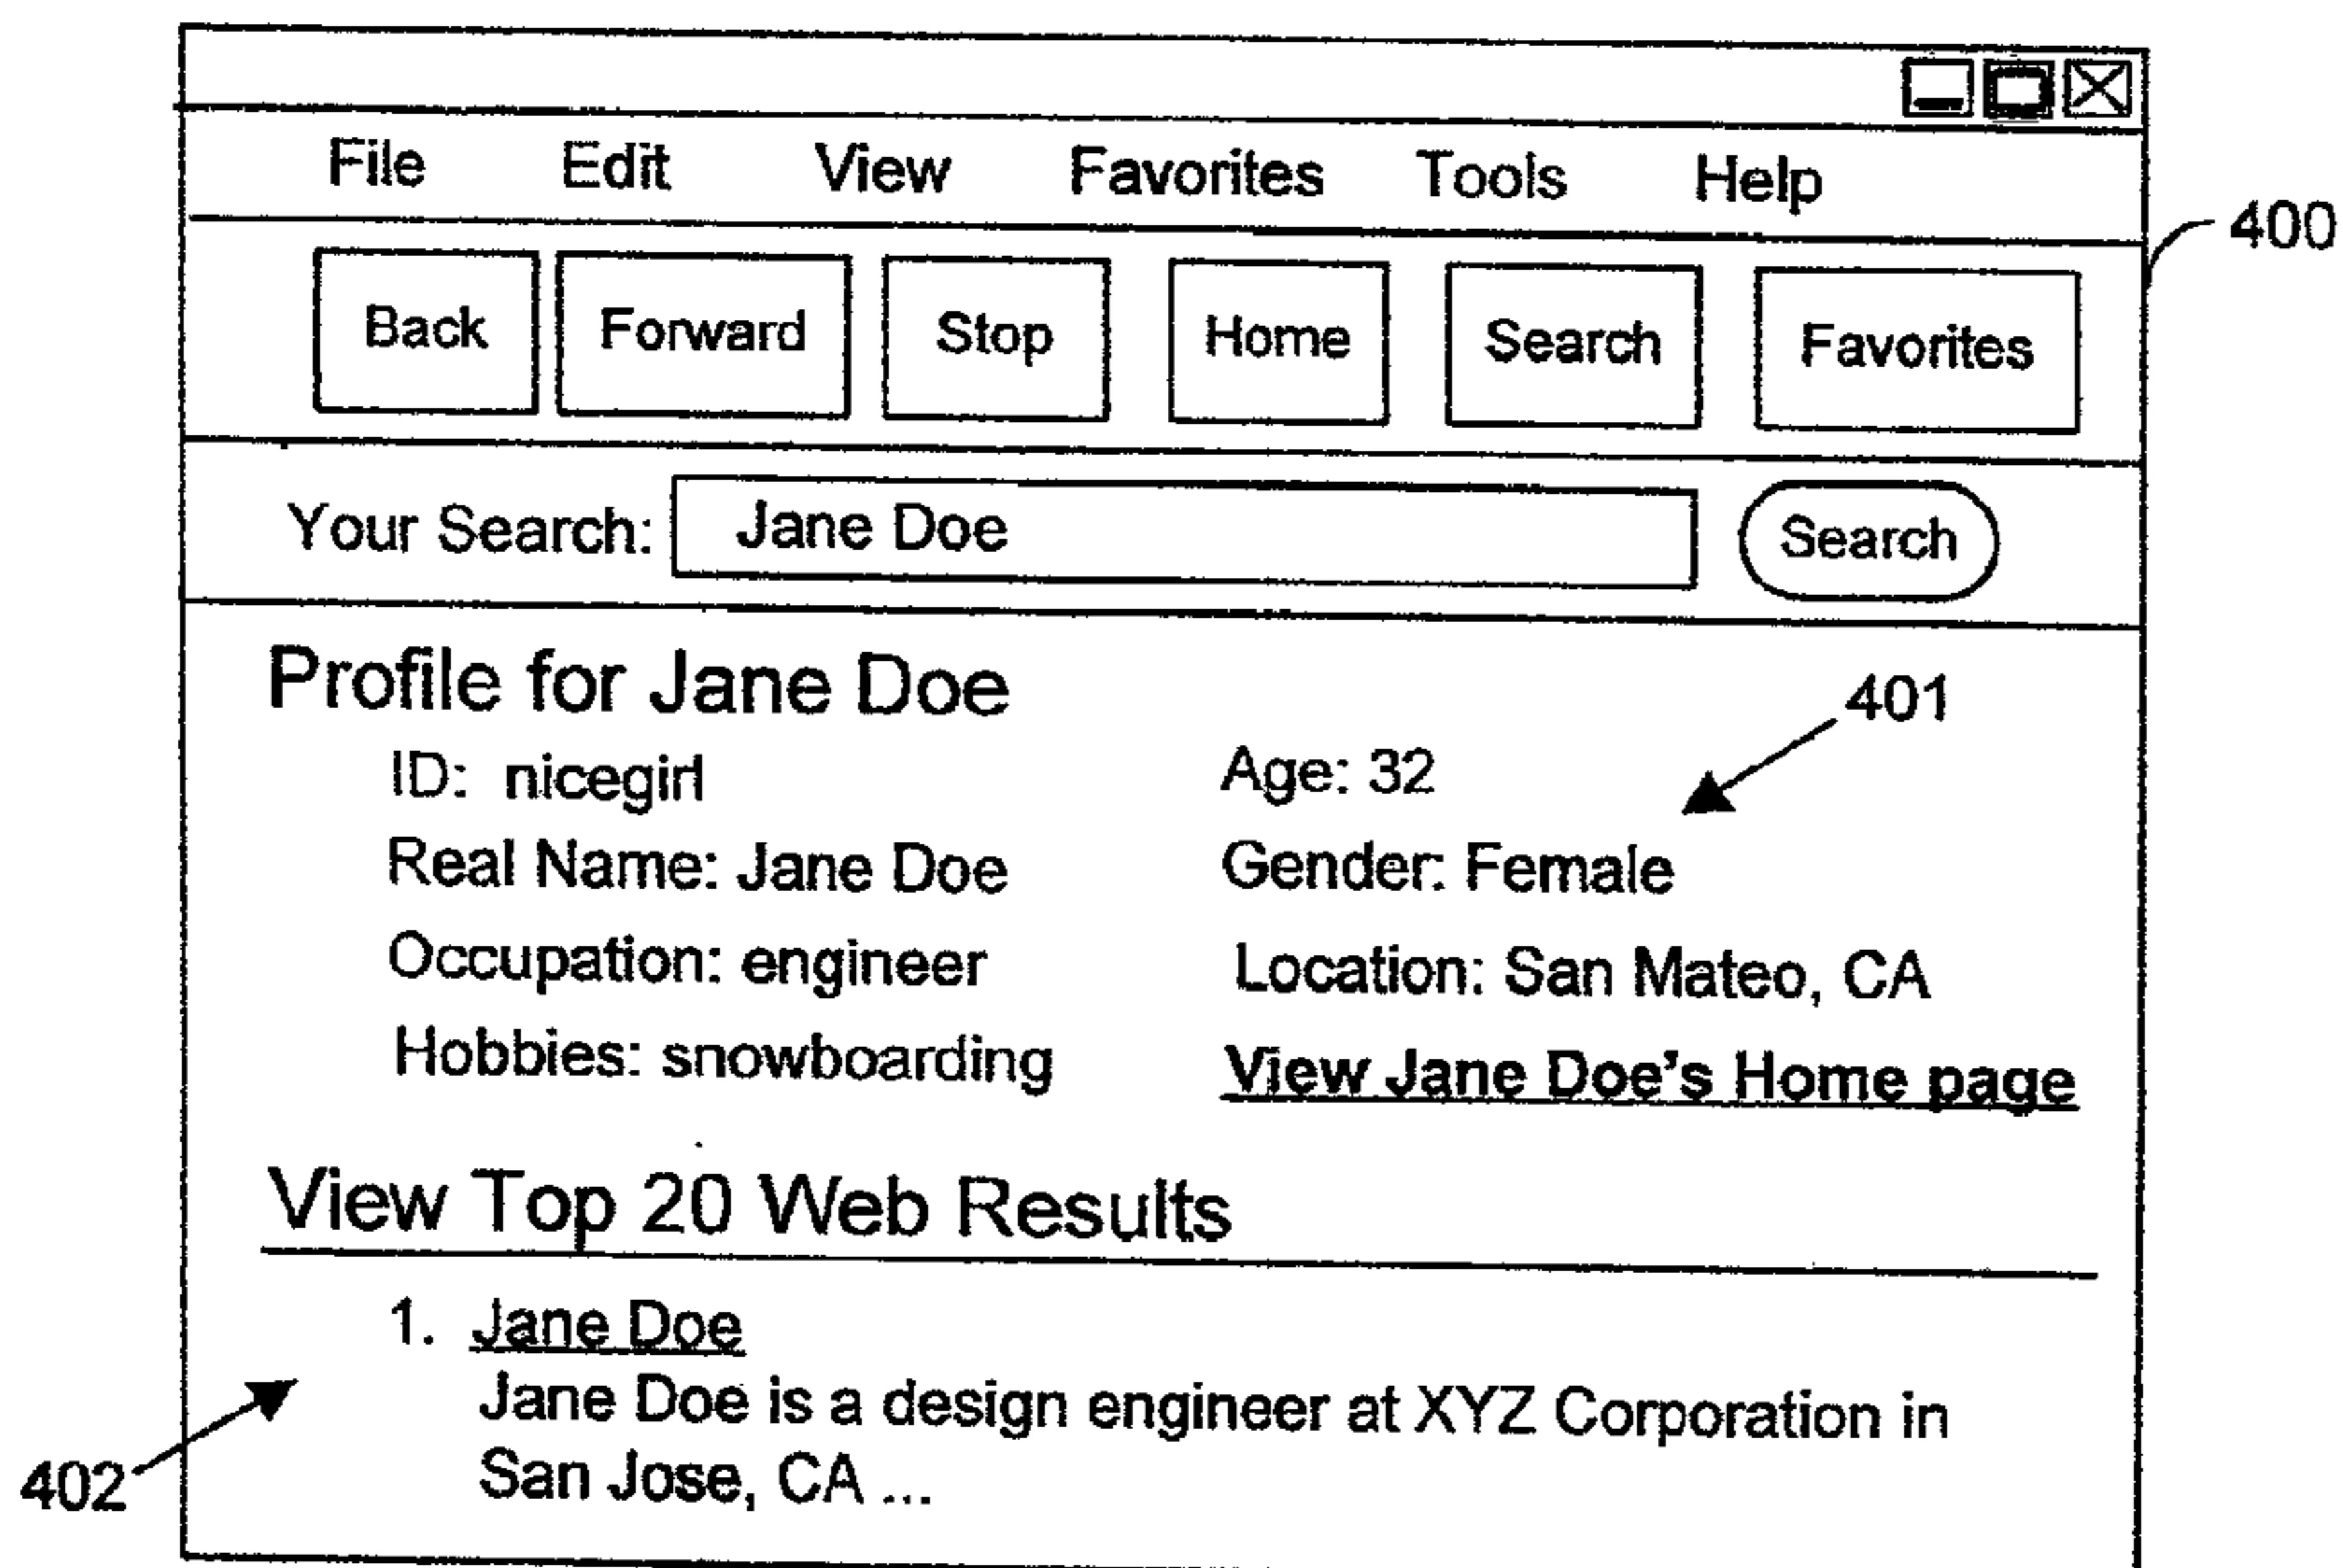 File Edit View Favorites Tools Help
400
Back Forward Stop Home Search Favorites
Your Search: Jane Doe Search
Profile for Jane Doe
401
ID: nicegirl Age: 32
Real Name: Jane Doe Gender: Female
Occupation: engineer Location: San Mateo, CA
Hobbies: snowboarding View Jane Doe's Home page
View Top 20 Web Results
1. Jane Doe
Jane Doe is a design engineer at XYZ Corporation in
San Jose, CA ...
402